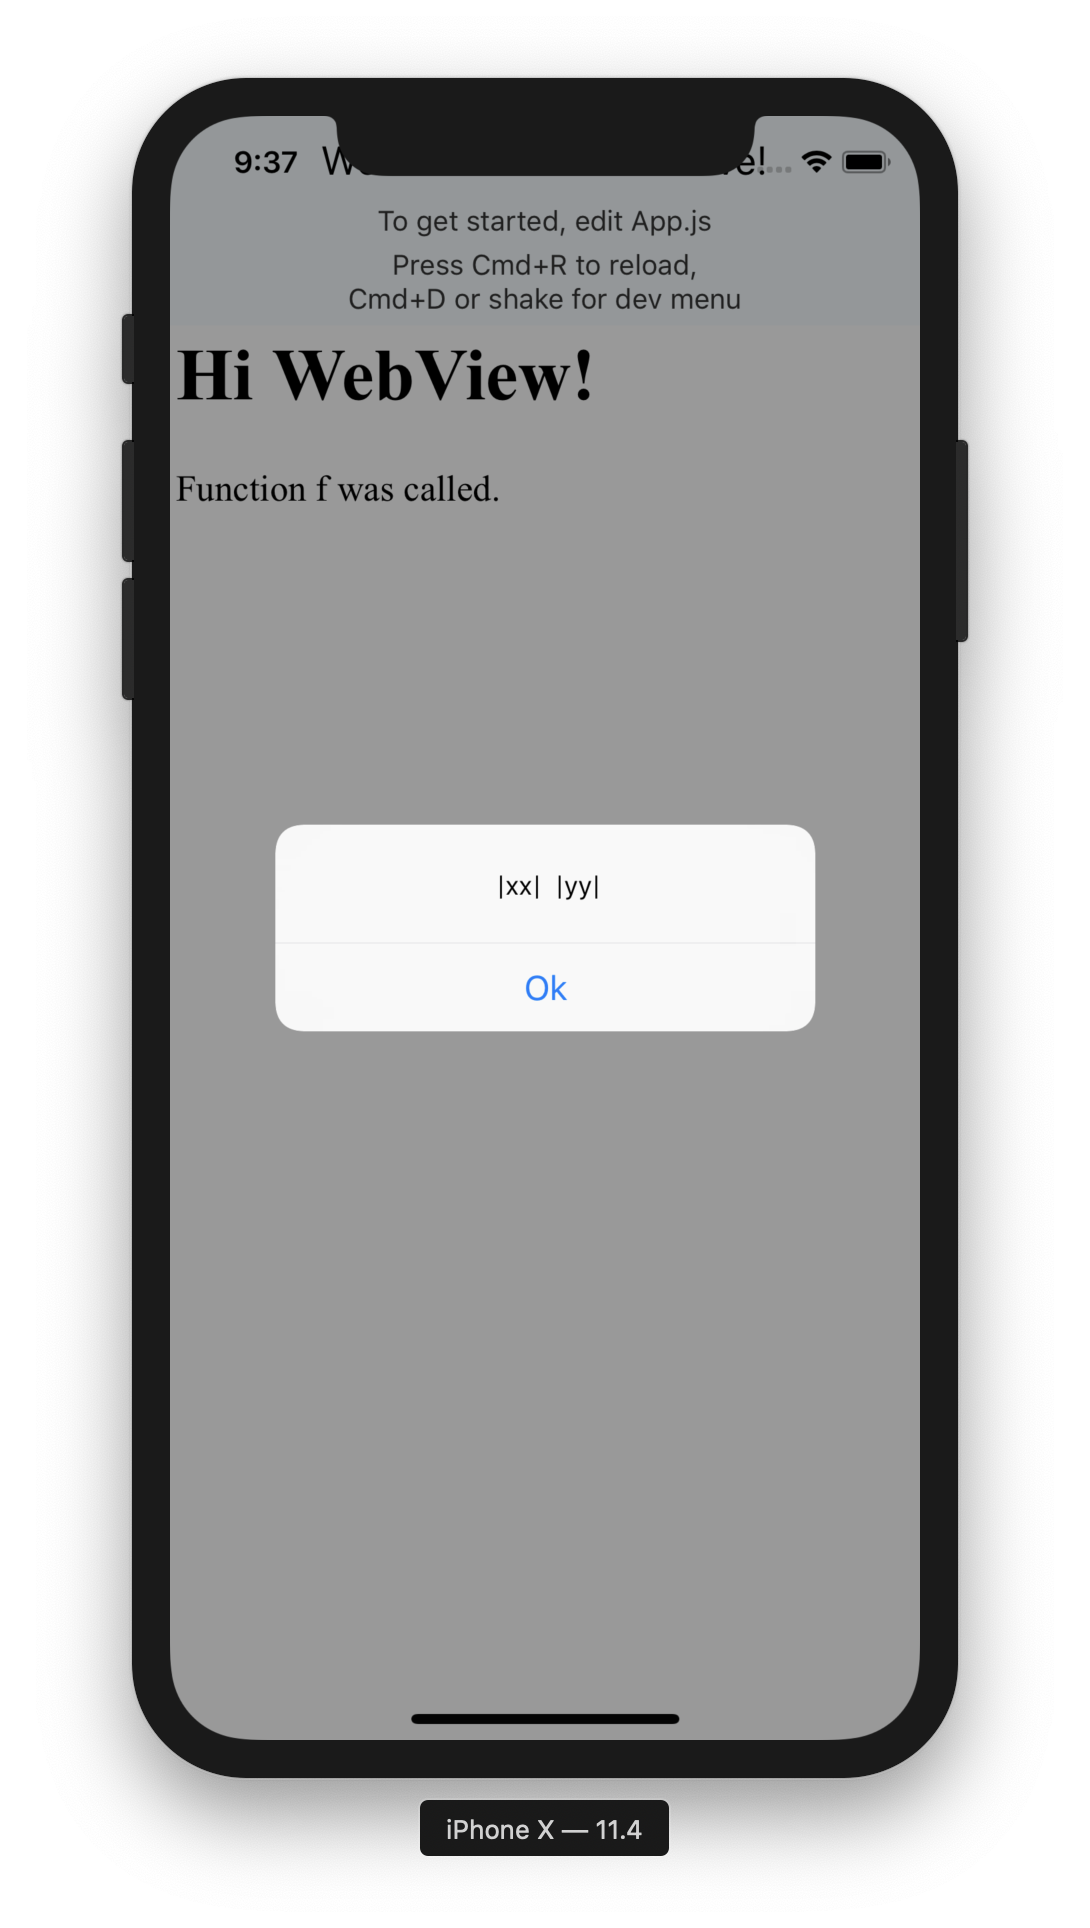 9:37
To get started, edit App.js
Press Cmd+R to reload,
Cmd+D or shake for dev menu
Hi WebView!
Function f was called.
|xx| |yy|
Ok
iPhone X — 11.4